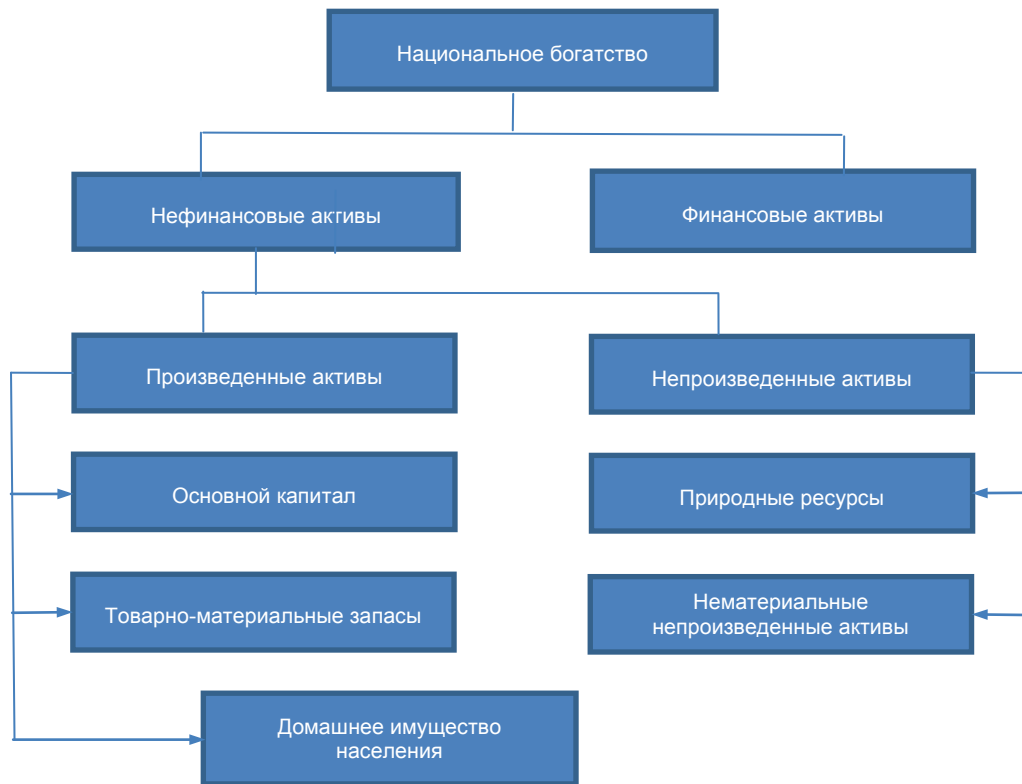 Национальное богатство
Нефинансовые активы
Финансовые активы
Произведенные активы
Непроизведенные активы
Основной капитал
Природные ресурсы
Товарно-материальные запасы
Нематериальные
непроизведенные активы
Домашнее имущество
населения